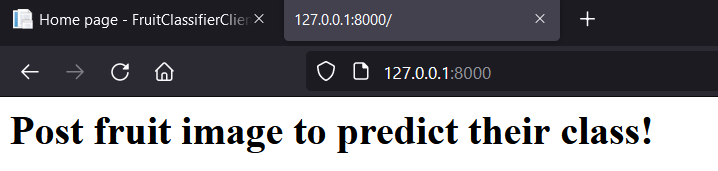 Home page - FruitClassifierClier
127.0.0.1:8000/
127.0.0.1:8000
Post fruit image to predict their class!